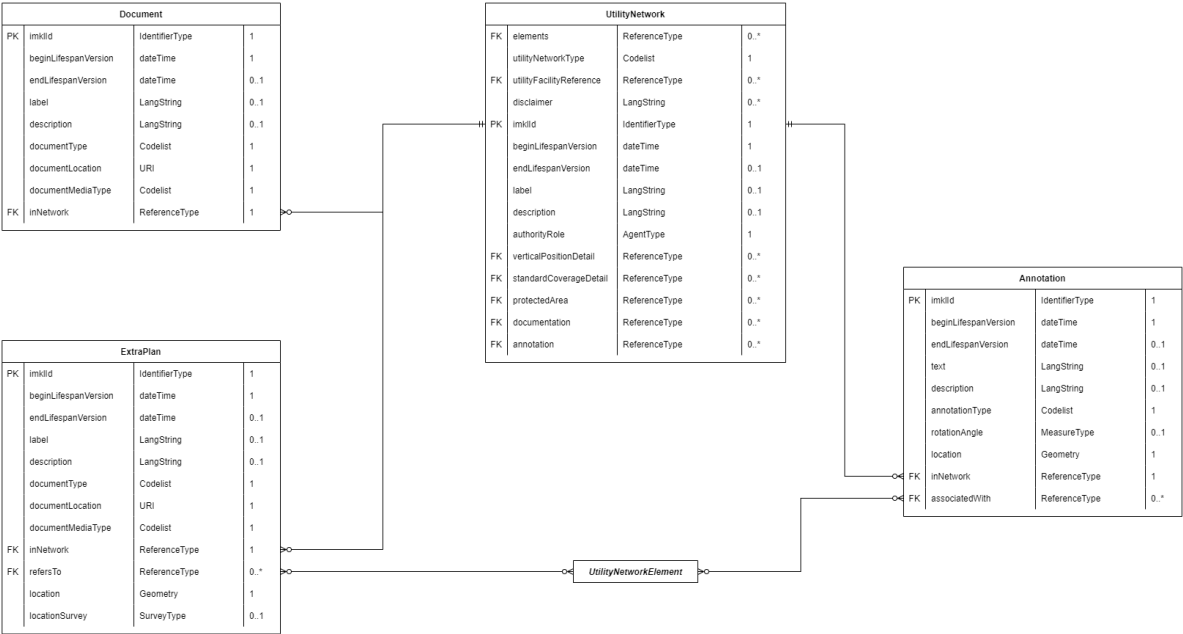 Document
PK imklId IdentifierType 1
beginLifespanVersion dateTime 1
endLifespanVersion dateTime 0..1
label LangString 0..1
description LangString 0..1
documentType Codelist 1
documentLocation URI 1
documentMediaType Codelist 1
FK inNetwork ReferenceType 1
UtilityNetwork
FK elements ReferenceType 0..*
utilityNetworkType Codelist 1
FK utilityFacilityReference ReferenceType 0..*
disclaimer LangString 0..*
PK imklId IdentifierType 1
beginLifespanVersion dateTime 1
endLifespanVersion dateTime 0..1
label LangString 0..1
description LangString 0..1
authorityRole AgentType 1
FK verticalPositionDetail ReferenceType 0..*
FK standardCoverageDetail ReferenceType 0..*
FK protectedArea ReferenceType 0..*
FK documentation ReferenceType 0..*
FK annotation ReferenceType 0..*
Annotation
PK imklId IdentifierType 1
beginLifespanVersion dateTime 1
endLifespanVersion dateTime 0..1
text LangString 0..1
description LangString 0..1
annotationType Codelist 1
rotationAngle MeasureType 0..1
location Geometry 1
FK inNetwork ReferenceType 1
FK associatedWith ReferenceType 0..*
ExtraPlan
PK imklId IdentifierType 1
beginLifespanVersion dateTime 1
endLifespanVersion dateTime 0..1
label LangString 0..1
description LangString 0..1
documentType Codelist 1
documentLocation URI 1
documentMediaType Codelist 1
FK inNetwork ReferenceType 1
FK refersTo ReferenceType 0..*
location Geometry 1
locationSurvey SurveyType 0..1
UtilityNetworkElement